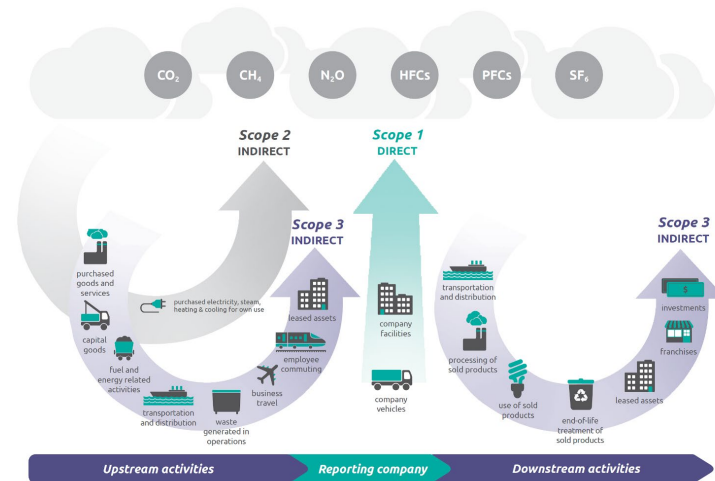 CO₂
CH₄
N₂O
HFCs
PFCs
SF₆
Scope 2
INDIRECT
Scope 1
DIRECT
Scope 3
INDIRECT
Scope 3
INDIRECT
purchased
goods and
services
capital
goods
fuel and
energy related
activities
transportation
and distribution
waste
generated in
operations
business
travel
employee
commuting
leased assets
purchased electricity, steam,
heating & cooling for own use
company
facilities
company
vehicles
transportation
and distribution
processing of
sold products
use of sold
products
end-of-life
treatment of
sold products
leased assets
franchises
$
investments
Upstream activities
Reporting company
Downstream activities